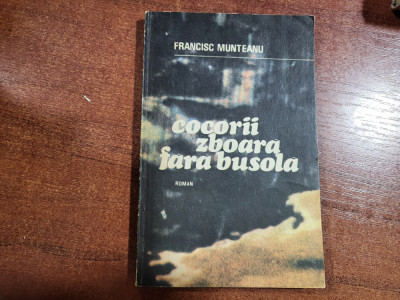 FRANCISC MUNTEANU
cocorii
zboara
fara busola
ROMAN